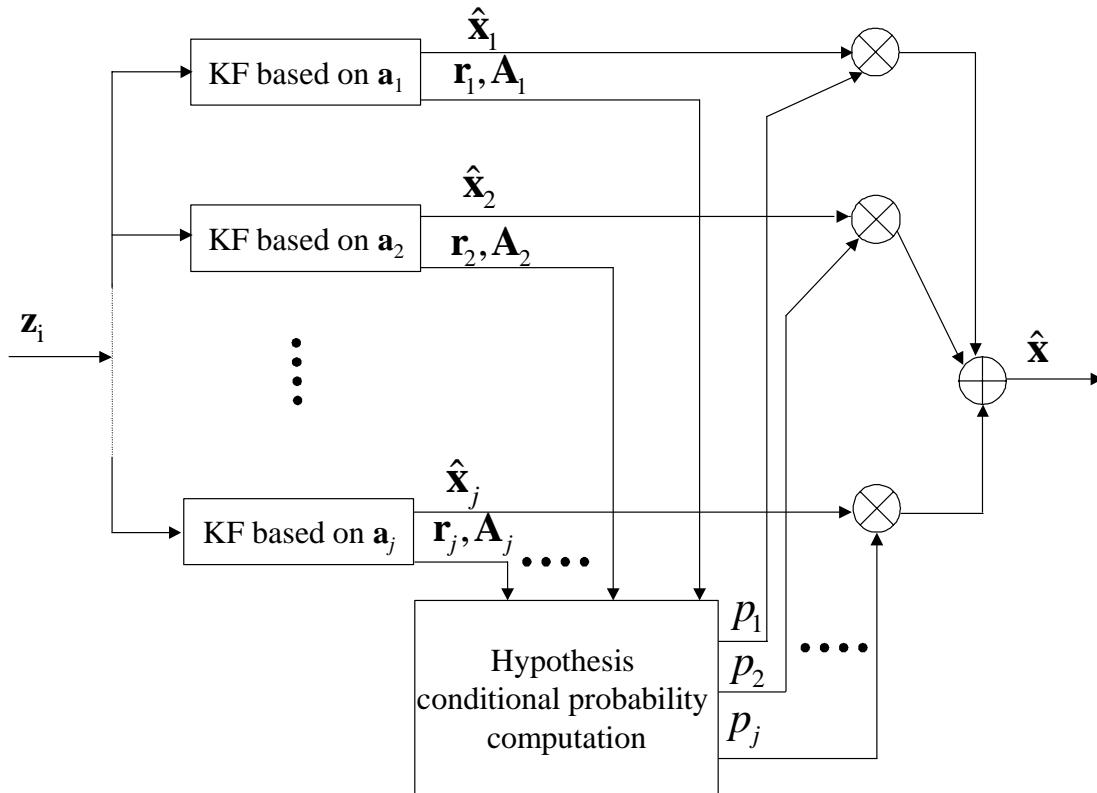 x̂₁
KF based on a₁
r₁, A₁
x̂₂
KF based on a₂
r₂, A₂
zᵢ
x̂
x̂ⱼ
KF based on aⱼ
rⱼ, Aⱼ
p₁
Hypothesis
conditional probability
computation
p₂
pⱼ